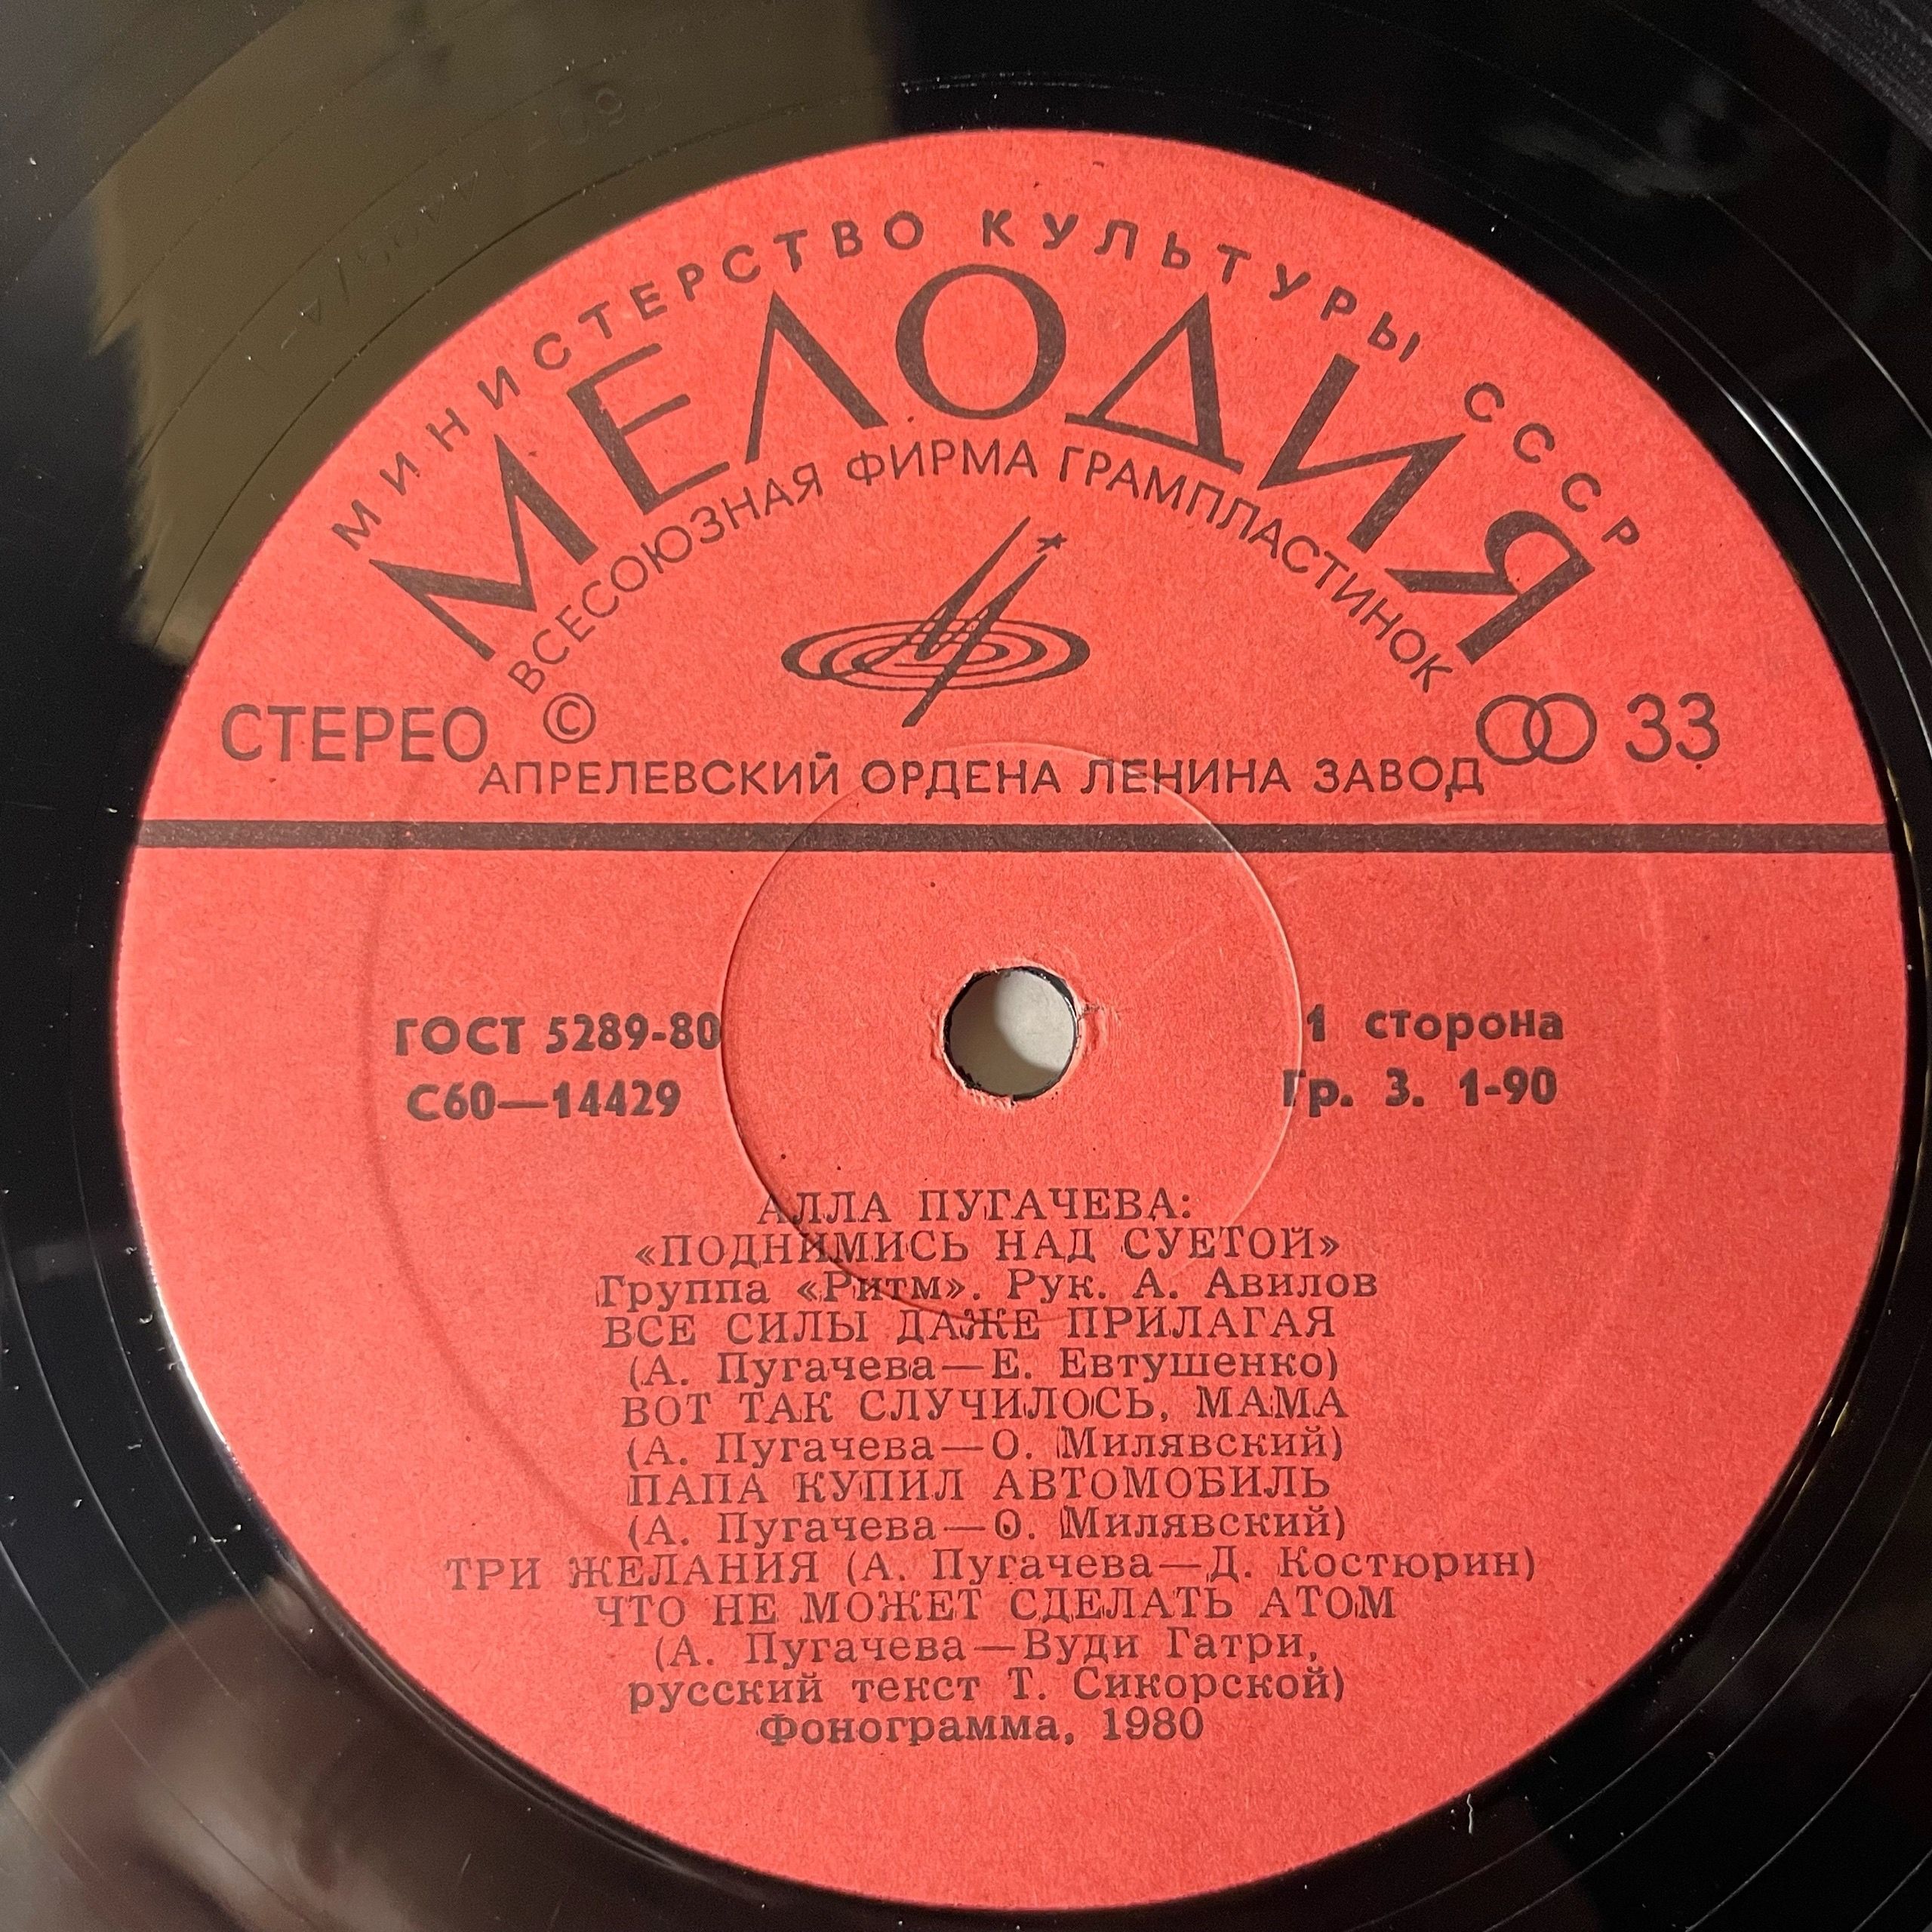 МИНИСТЕРСТВО КУЛЬТУРЫ СССР
МЕЛОДИЯ
ВСЕСОЮЗНАЯ ФИРМА ГРАМПЛАСТИНОК
СТЕРЕО © 33
АПРЕЛЕВСКИЙ ОРДЕНА ЛЕНИНА ЗАВОД
ГОСТ 5289-80
С60—14429
1 сторона
Гр. 3. 1-90
АЛЛА ПУГАЧЕВА:
«ПОДНИМИСЬ НАД СУЕТОЙ»
Группа «Ритм». Рук. А. Авилов
ВСЕ СИЛЫ ДАЖЕ ПРИЛАГАЯ
(А. Пугачева—Е. Евтушенко)
ВОТ ТАК СЛУЧИЛОСЬ, МАМА
(А. Пугачева—О. Милявский)
ПАПА КУПИЛ АВТОМОБИЛЬ
(А. Пугачева—О. Милявский)
ТРИ ЖЕЛАНИЯ (А. Пугачева—Д. Костюрин)
ЧТО НЕ МОЖЕТ СДЕЛАТЬ АТОМ
(А. Пугачева—Вуди Гатри,
русский текст Т. Сикорской)
Фонограмма, 1980